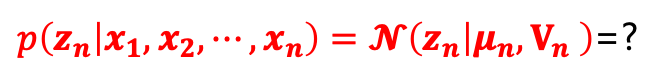 p(zₙ|x₁, x₂, ⋯, xₙ) = 𝓝(zₙ|μₙ, Vₙ )=?